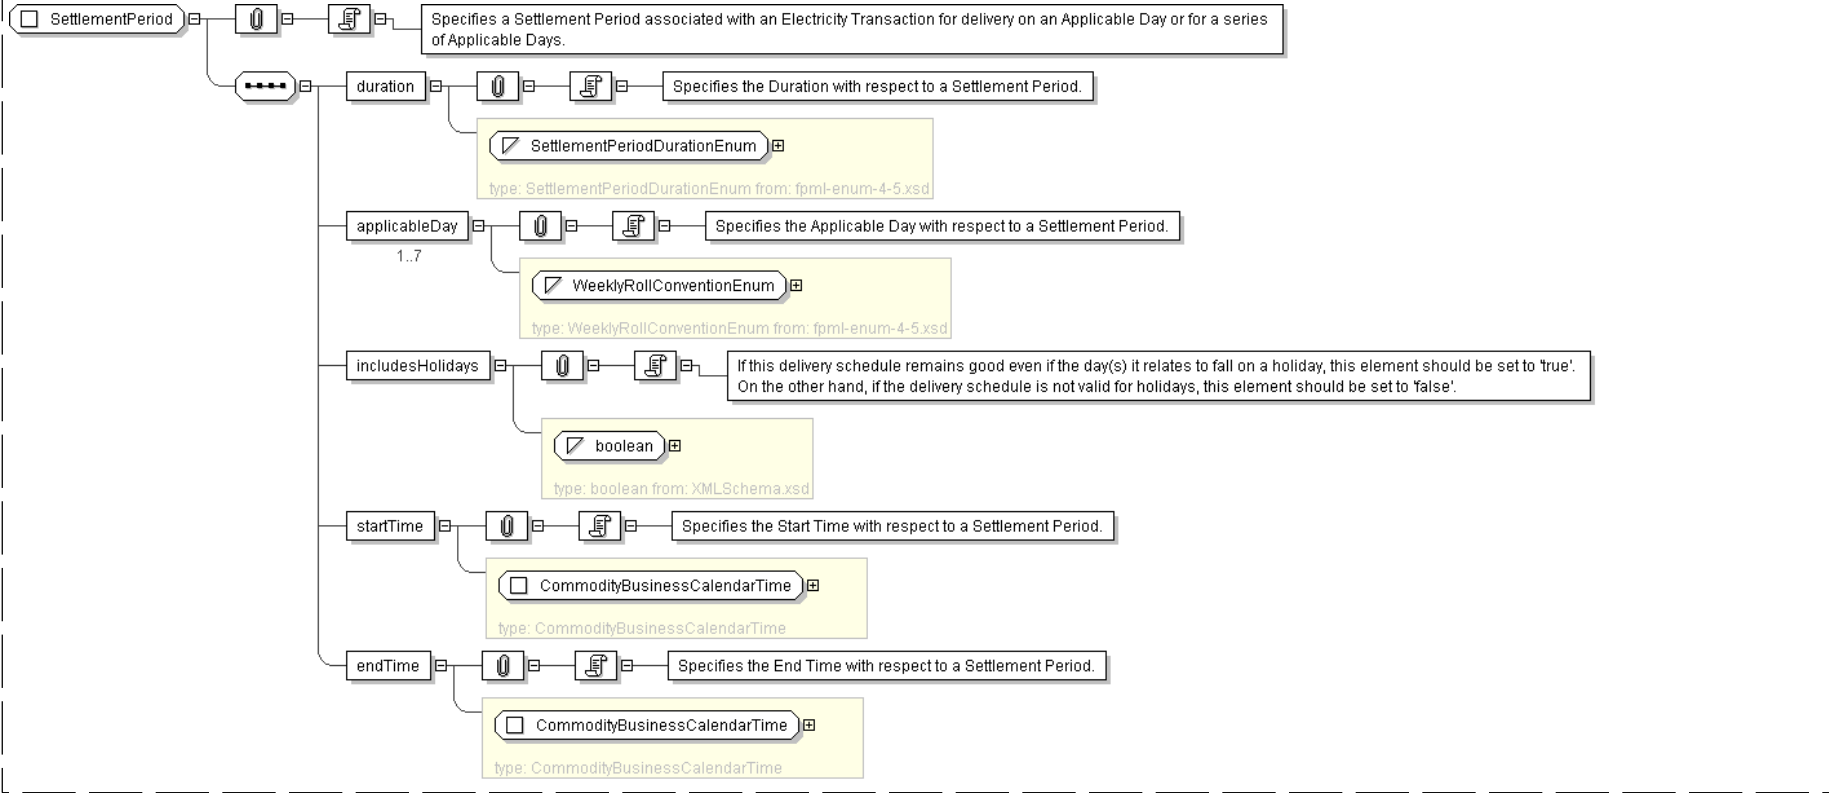 SettlementPeriod
Specifies a Settlement Period associated with an Electricity Transaction for delivery on an Applicable Day or for a series
of Applicable Days.
duration
Specifies the Duration with respect to a Settlement Period.
SettlementPeriodDurationEnum
type: SettlementPeriodDurationEnum from: fpml-enum-4-5.xsd
applicableDay
Specifies the Applicable Day with respect to a Settlement Period.
1..7
WeeklyRollConventionEnum
type: WeeklyRollConventionEnum from: fpml-enum-4-5.xsd
includesHolidays
If this delivery schedule remains good even if the day(s) it relates to fall on a holiday, this element should be set to 'true'.
On the other hand, if the delivery schedule is not valid for holidays, this element should be set to 'false'.
boolean
type: boolean from: XMLSchema.xsd
startTime
Specifies the Start Time with respect to a Settlement Period.
CommodityBusinessCalendarTime
type: CommodityBusinessCalendarTime
endTime
Specifies the End Time with respect to a Settlement Period.
CommodityBusinessCalendarTime
type: CommodityBusinessCalendarTime